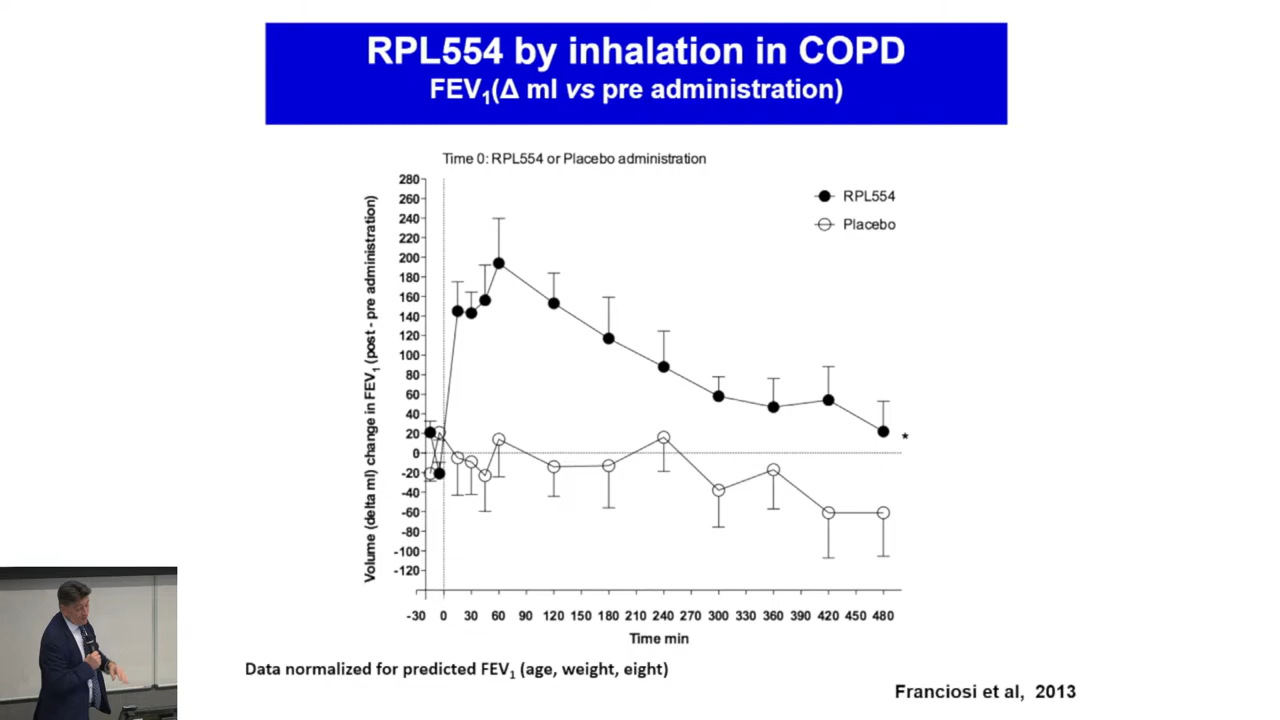 RPL554 by inhalation in COPD
FEV₁(Δ ml vs pre administration)
Time 0: RPL554 or Placebo administration
RPL554
Placebo
Volume (delta ml) change in FEV₁ (post - pre administration)
280
260
240
220
200
180
160
140
120
100
80
60
40
20
0
-20
-40
-60
-80
-100
-120
*
-30 0 30 60 90 120 150 180 210 240 270 300 330 360 390 420 450 480
Time min
Data normalized for predicted FEV₁ (age, weight, eight)
Franciosi et al, 2013